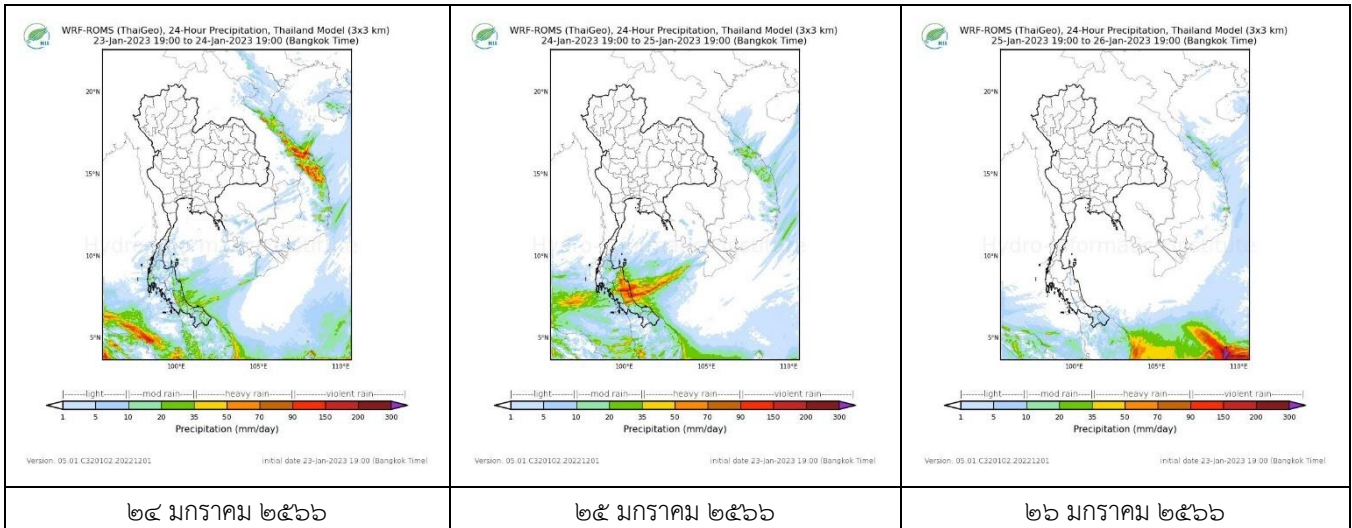 WRF-ROMS (ThaiGeo), 24-Hour Precipitation, Thailand Model (3x3 km)
23-Jan-2023 19:00 to 24-Jan-2023 19:00 (Bangkok Time)
HII
Hydro-Informatics Institute
20°N
15°N
10°N
5°N
100°E 105°E 110°E
|------light------||---mod rain---||------heavy rain------||------violent rain------|
1 5 10 20 35 50 70 90 150 200 300
Precipitation (mm/day)
Version: 05.01.C320102.20221201 initial date 23-Jan-2023 19:00 (Bangkok Time)
๒๔ มกราคม ๒๕๖๖
WRF-ROMS (ThaiGeo), 24-Hour Precipitation, Thailand Model (3x3 km)
24-Jan-2023 19:00 to 25-Jan-2023 19:00 (Bangkok Time)
HII
Hydro-Informatics Institute
20°N
15°N
10°N
5°N
100°E 105°E 110°E
|------light------||---mod rain---||------heavy rain------||------violent rain------|
1 5 10 20 35 50 70 90 150 200 300
Precipitation (mm/day)
Version: 05.01.C320102.20221201 initial date 23-Jan-2023 19:00 (Bangkok Time)
๒๕ มกราคม ๒๕๖๖
WRF-ROMS (ThaiGeo), 24-Hour Precipitation, Thailand Model (3x3 km)
25-Jan-2023 19:00 to 26-Jan-2023 19:00 (Bangkok Time)
HII
Hydro-Informatics Institute
20°N
15°N
10°N
5°N
100°E 105°E 110°E
|------light------||---mod rain---||------heavy rain------||------violent rain------|
1 5 10 20 35 50 70 90 150 200 300
Precipitation (mm/day)
Version: 05.01.C320102.20221201 initial date 23-Jan-2023 19:00 (Bangkok Time)
๒๖ มกราคม ๒๕๖๖